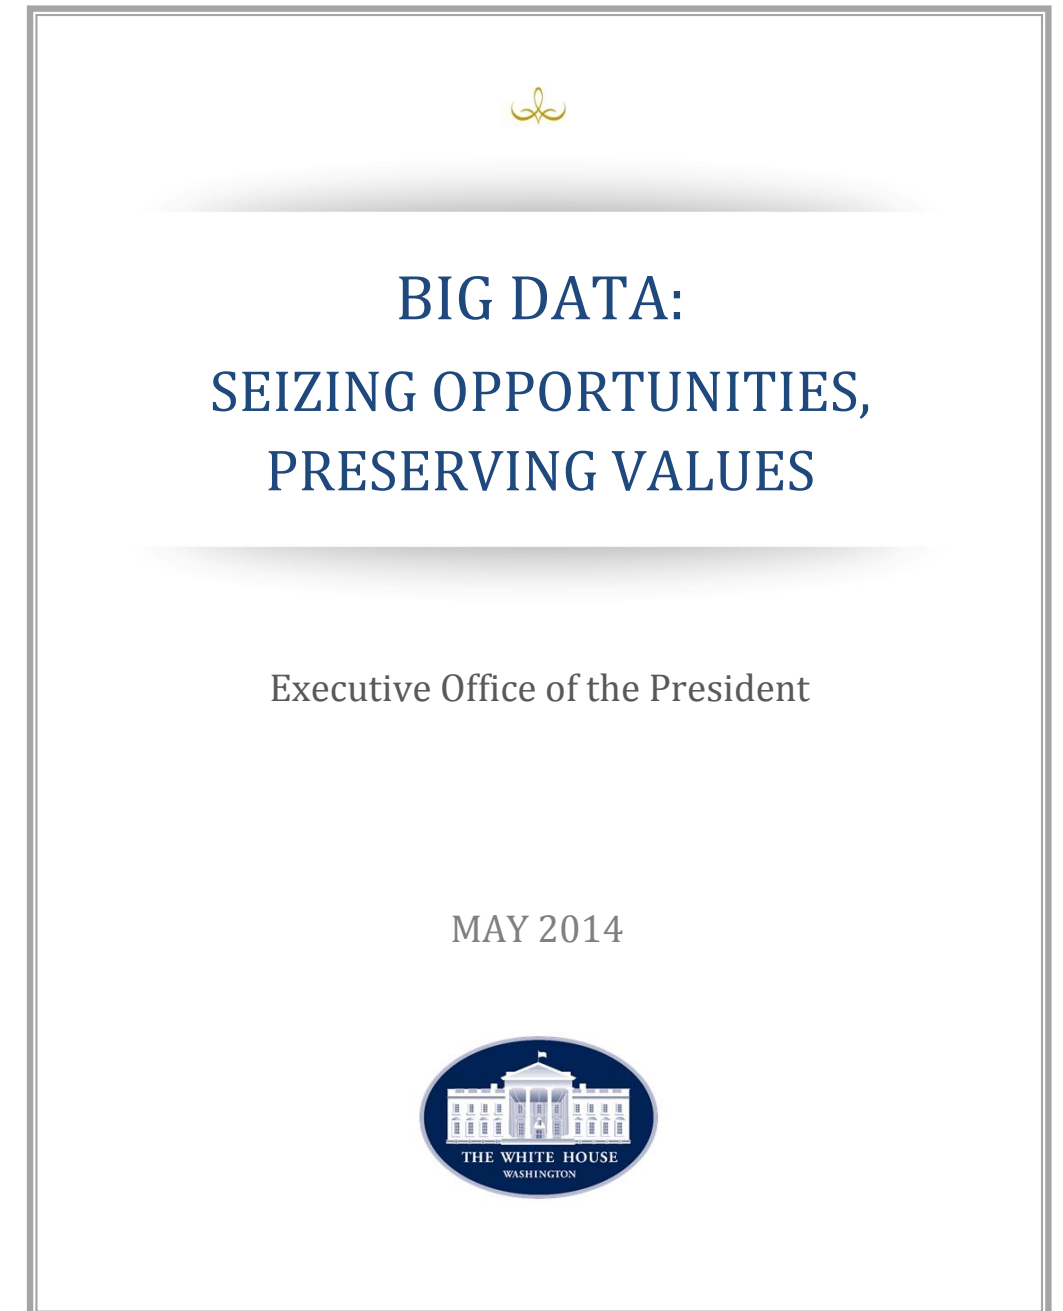 BIG DATA:
SEIZING OPPORTUNITIES,
PRESERVING VALUES
Executive Office of the President
MAY 2014
THE WHITE HOUSE
WASHINGTON